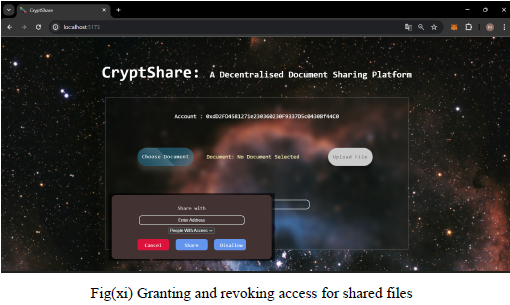 CryptShare
localhost:5173
CryptShare: A Decentralised Document Sharing Platform
Account : 0xdD2FD4581271e230360230F9337D5c0430Bf44C0
Choose Document
Document: No Document Selected
Upload File
Share with
Enter Address
People With Access
Cancel
Share
Disallow
Fig(xi) Granting and revoking access for shared files